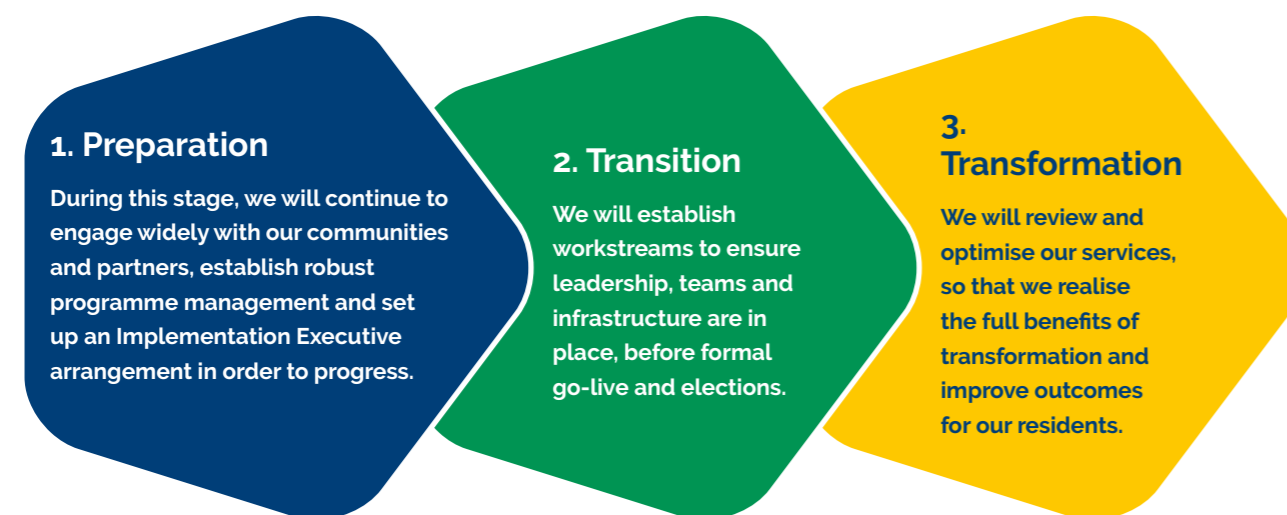 1. Preparation
During this stage, we will continue to
engage widely with our communities
and partners, establish robust
programme management and set
up an Implementation Executive
arrangement in order to progress.
2. Transition
We will establish
workstreams to ensure
leadership, teams and
infrastructure are in
place, before formal
go-live and elections.
3.
Transformation
We will review and
optimise our services,
so that we realise
the full benefits of
transformation and
improve outcomes
for our residents.